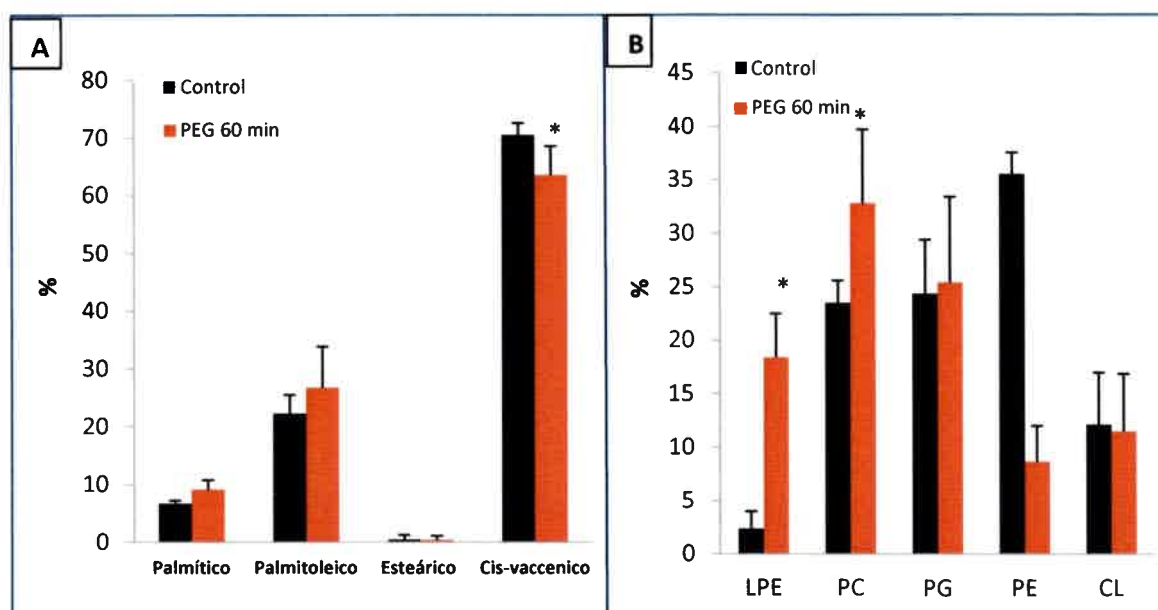 A
80
70
60
50
40
30
20
10
0
%
Control
PEG 60 min
*
Palmítico
Palmitoleico
Esteárico
Cis-vaccenico
B
45
40
35
30
25
20
15
10
5
0
%
Control
PEG 60 min
*
*
LPE
PC
PG
PE
CL